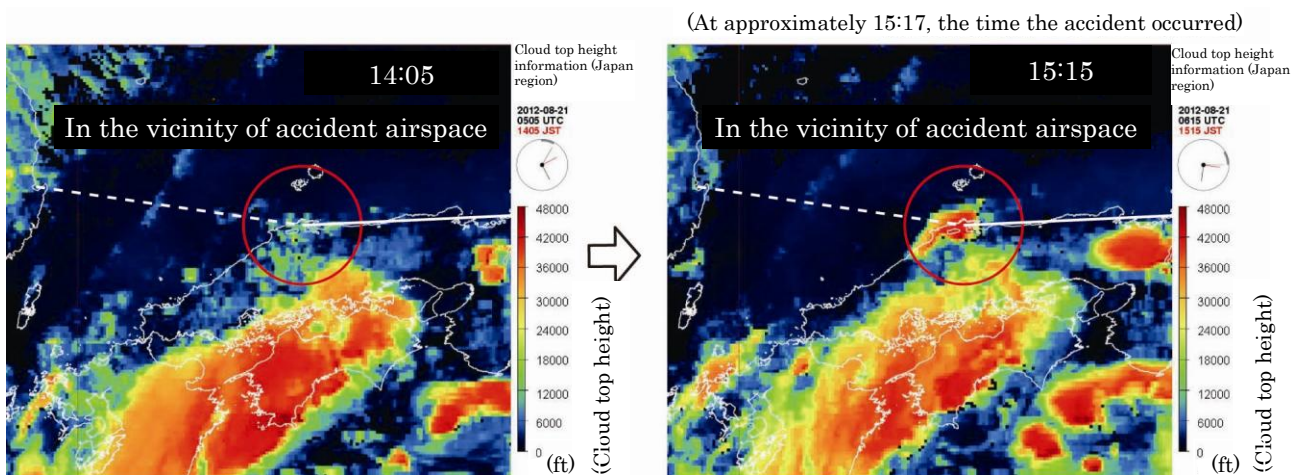 (At approximately 15:17, the time the accident occurred)
14:05
In the vicinity of accident airspace
Cloud top height
information (Japan
region)
2012-08-21
0505 UTC
1405 JST
48000
42000
36000
30000
24000
18000
12000
6000
0
(ft)
(Cloud top height)
15:15
In the vicinity of accident airspace
Cloud top height
information (Japan
region)
2012-08-21
0615 UTC
1515 JST
48000
42000
36000
30000
24000
18000
12000
6000
0
(ft)
(Cloud top height)